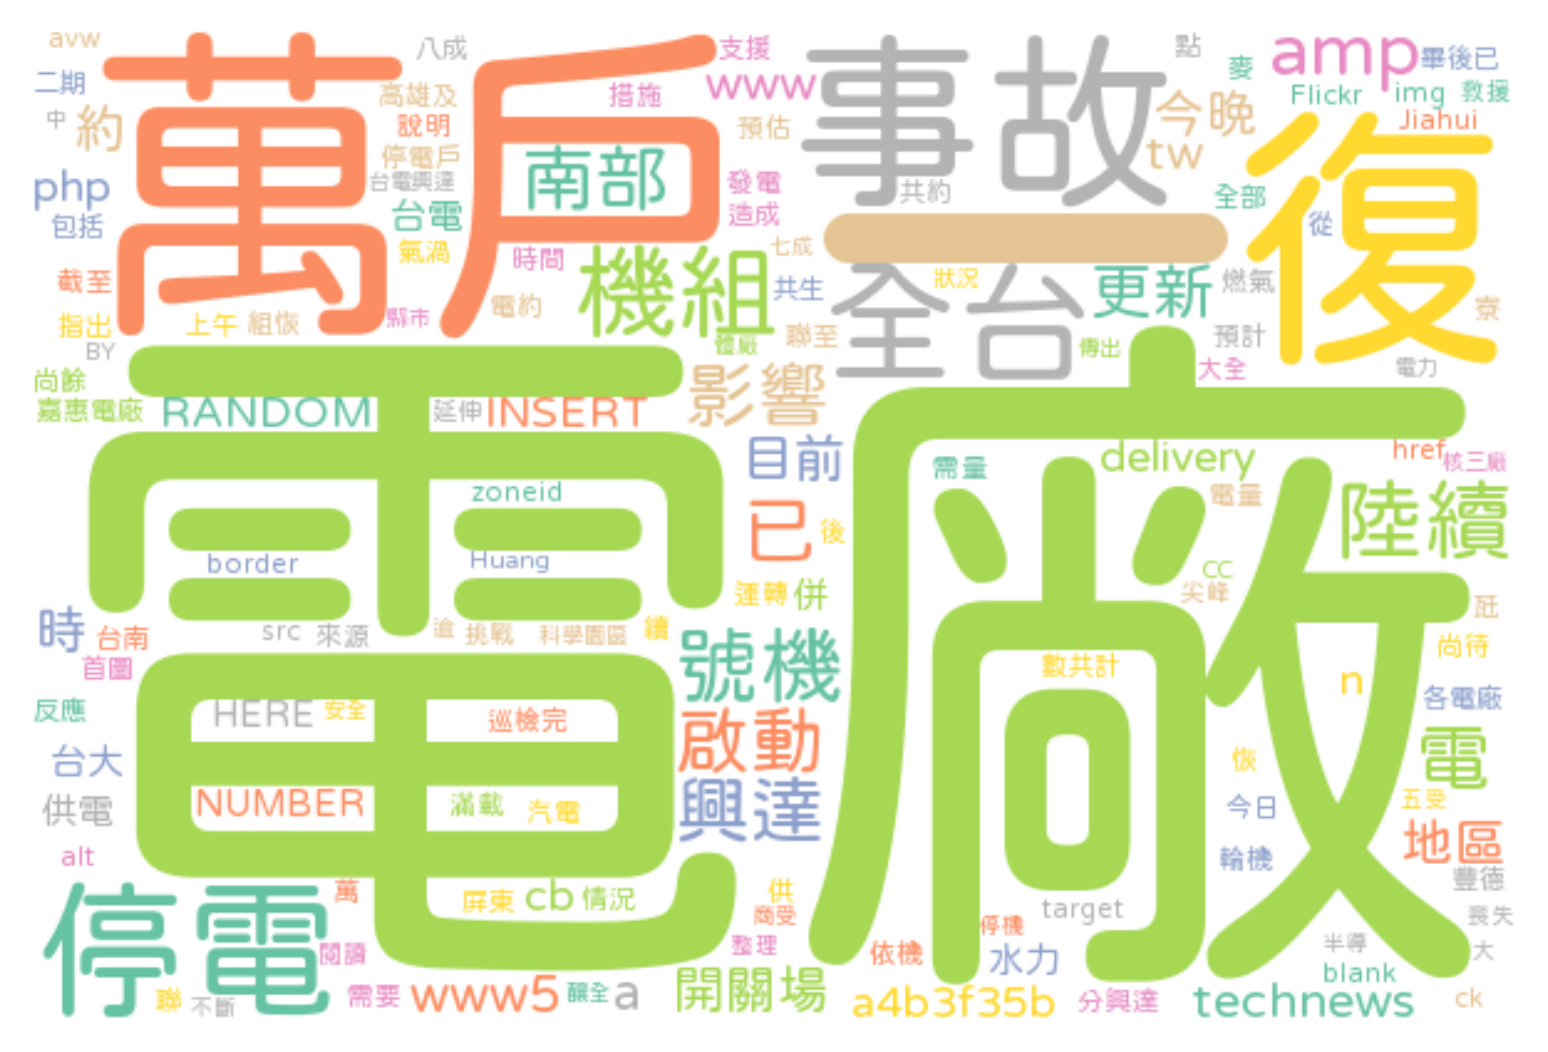 avw
八成
支援
點
amp
畢後已
二期
萬戶
事故
麥
www
高雄及
措施
Flickr
img
救援
中
約
說明
預估
今晚
Jiahui
停電戶
南部
tw
復
php
台電興達
發電
共約
全部
包括
台電
造成
從
氣渦
時間
七成
一
截至
機組
共生
全台
狀況
更新
燃氣
指出
上午
組恢
縣市
電約
聯至
寮
BY
體廠
傳出
預計
尚餘
影響
大全
電力
嘉惠電廠
RANDOM
延伸
INSERT
電廠
目前
delivery
href
核三廠
需量
zoneid
電量
陸續
已
後
border
Huang
CC
運轉
併
尖峰
時
台南
src
來源
挑戰
科學園區
續
首圖
號機
數共計
尚待
n
反應
HERE
安全
巡檢完
啟動
各電廠
台大
電
恢
供電
NUMBER
滿載
汽電
興達
今日
五受
地區
alt
輪機
停電
萬
屏東
cb
情況
供
豐德
商受
target
喪失
閱讀
整理
停機
依機
水力
半導
大
聯
不斷
需要
www5
釀全
a
開關場
a4b3f35b
分興達
blank
technews
ck